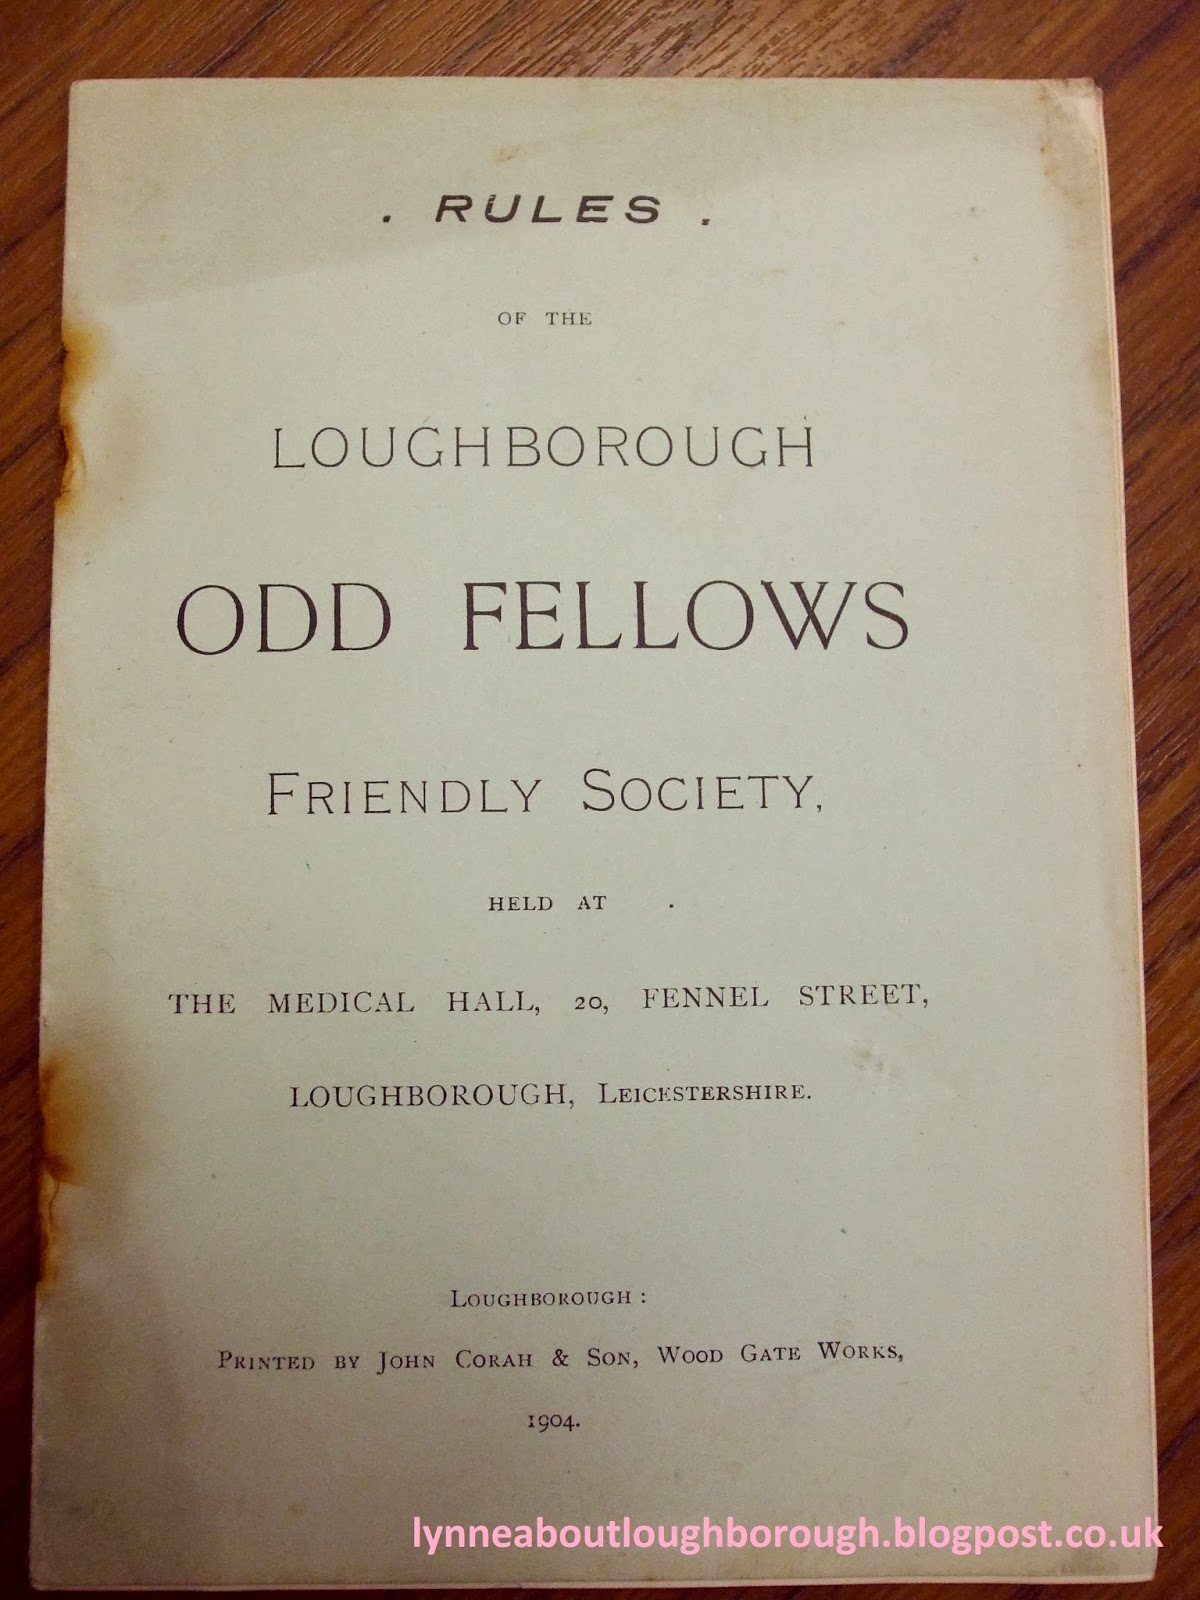 . RULES .
OF THE
LOUGHBOROUGH
ODD FELLOWS
FRIENDLY SOCIETY,
HELD AT .
THE MEDICAL HALL, 20, FENNEL STREET,
LOUGHBOROUGH, LEICESTERSHIRE.
LOUGHBOROUGH:
PRINTED BY JOHN CORAH & SON, WOOD GATE WORKS,
1904.
lynneaboutloughborough.blogpost.co.uk